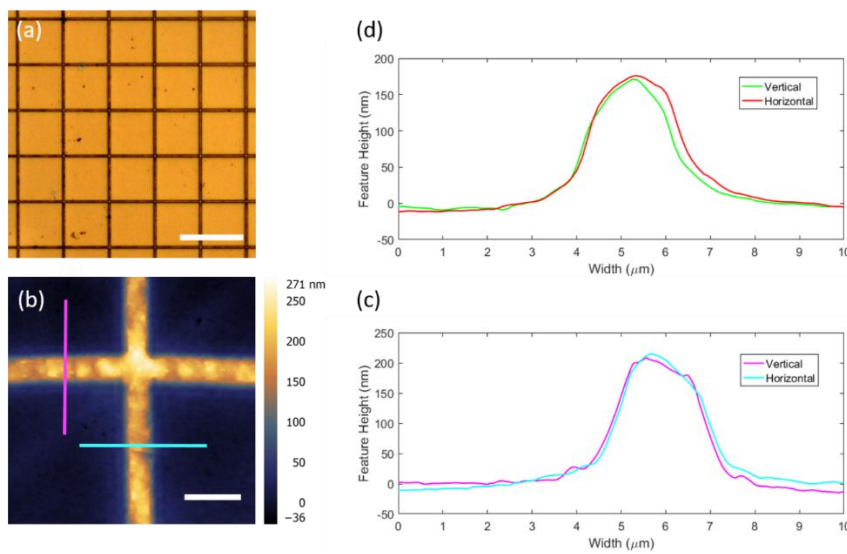 (a)
(b)
271 nm
250
200
150
100
50
0
−36
(d)
Feature Height (nm)
200
150
100
50
0
-50
0 1 2 3 4 5 6 7 8 9 10
Width (μm)
Vertical
Horizontal
(c)
Feature Height (nm)
250
200
150
100
50
0
-50
0 1 2 3 4 5 6 7 8 9 10
Width (μm)
Vertical
Horizontal